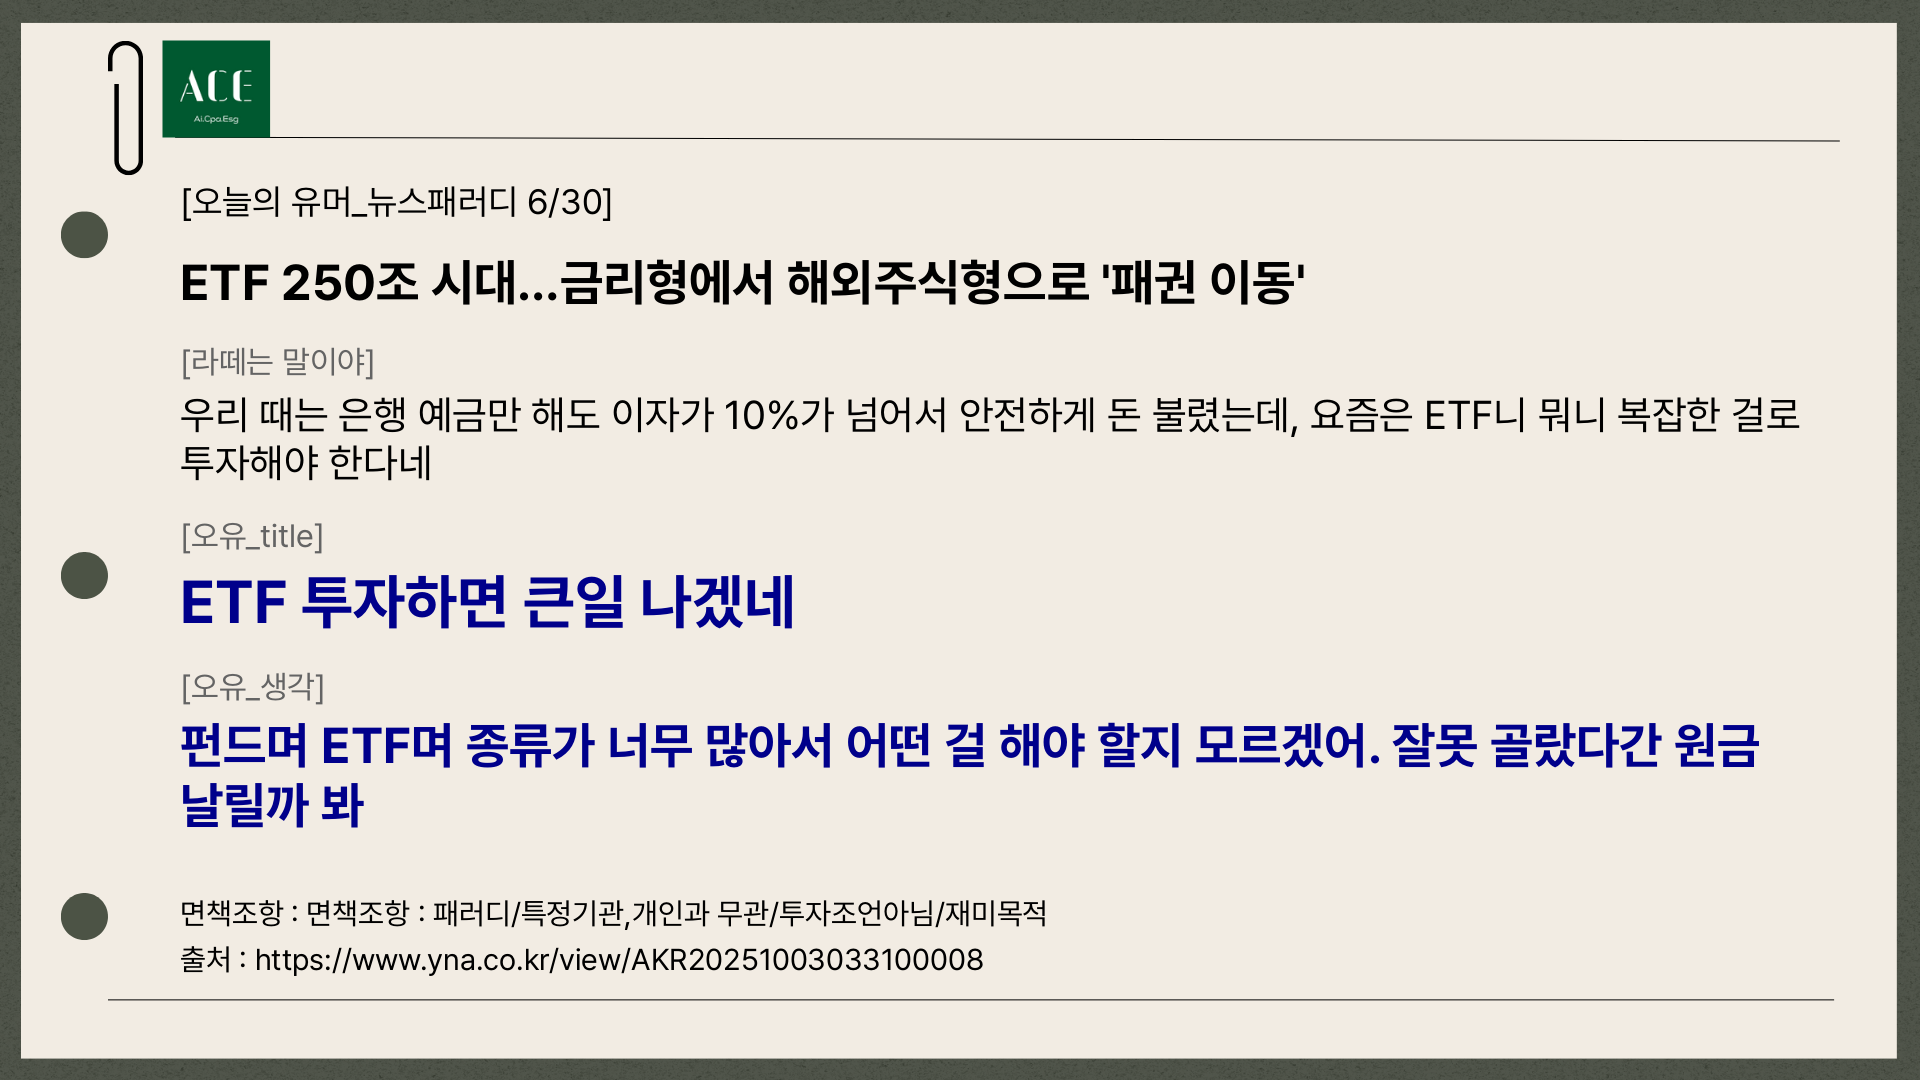 ACE
Ai.Cpa.Esg
[오늘의 유머_뉴스패러디 6/30]
ETF 250조 시대...금리형에서 해외주식형으로 '패권 이동'
[라떼는 말이야]
우리 때는 은행 예금만 해도 이자가 10%가 넘어서 안전하게 돈 불렸는데, 요즘은 ETF니 뭐니 복잡한 걸로
투자해야 한다네
[오유_title]
ETF 투자하면 큰일 나겠네
[오유_생각]
펀드며 ETF며 종류가 너무 많아서 어떤 걸 해야 할지 모르겠어. 잘못 골랐다간 원금
날릴까 봐
면책조항 : 면책조항 : 패러디/특정기관,개인과 무관/투자조언아님/재미목적
출처 : https://www.yna.co.kr/view/AKR20251003033100008